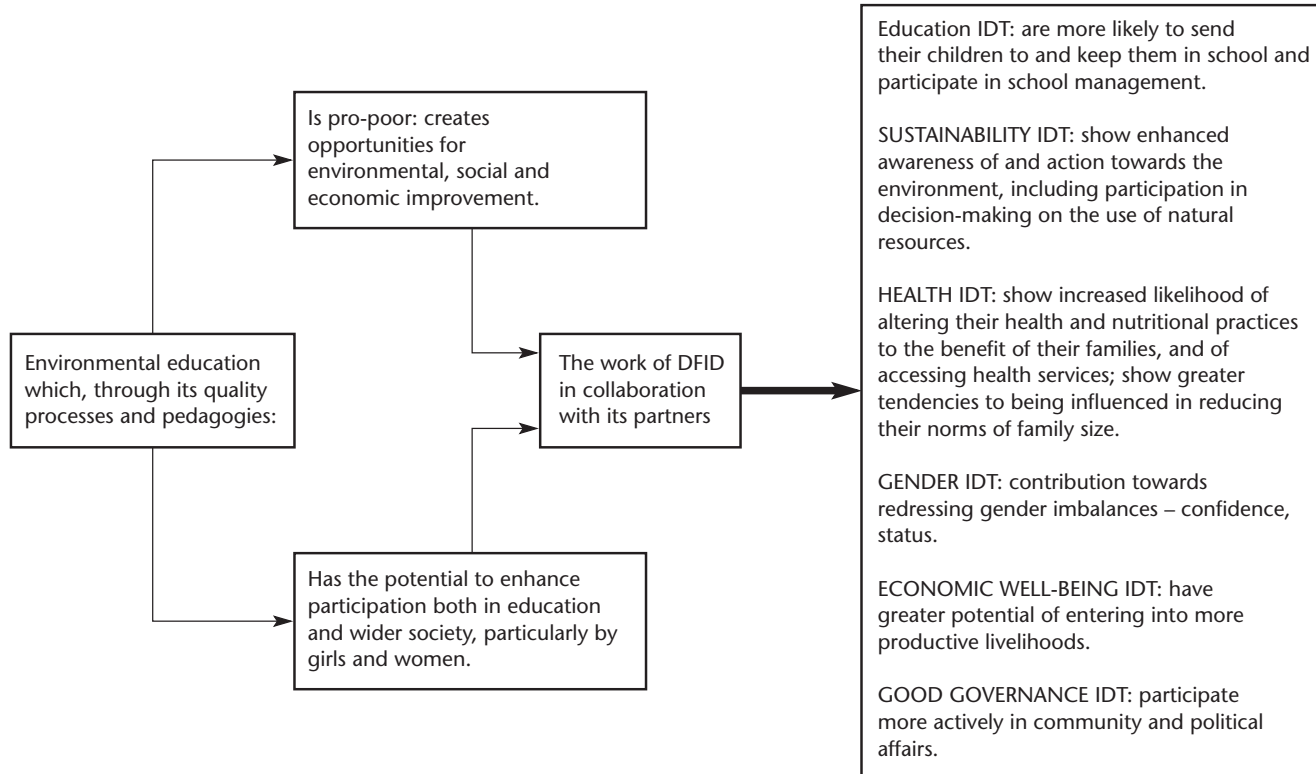 Environmental education
which, through its quality
processes and pedagogies:
Is pro-poor: creates
opportunities for
environmental, social and
economic improvement.
Has the potential to enhance
participation both in education
and wider society, particularly by
girls and women.
The work of DFID
in collaboration
with its partners
Education IDT: are more likely to send
their children to and keep them in school and
participate in school management.
SUSTAINABILITY IDT: show enhanced
awareness of and action towards the
environment, including participation in
decision-making on the use of natural
resources.
HEALTH IDT: show increased likelihood of
altering their health and nutritional practices
to the benefit of their families, and of
accessing health services; show greater
tendencies to being influenced in reducing
their norms of family size.
GENDER IDT: contribution towards
redressing gender imbalances – confidence,
status.
ECONOMIC WELL-BEING IDT: have
greater potential of entering into more
productive livelihoods.
GOOD GOVERNANCE IDT: participate
more actively in community and political
affairs.